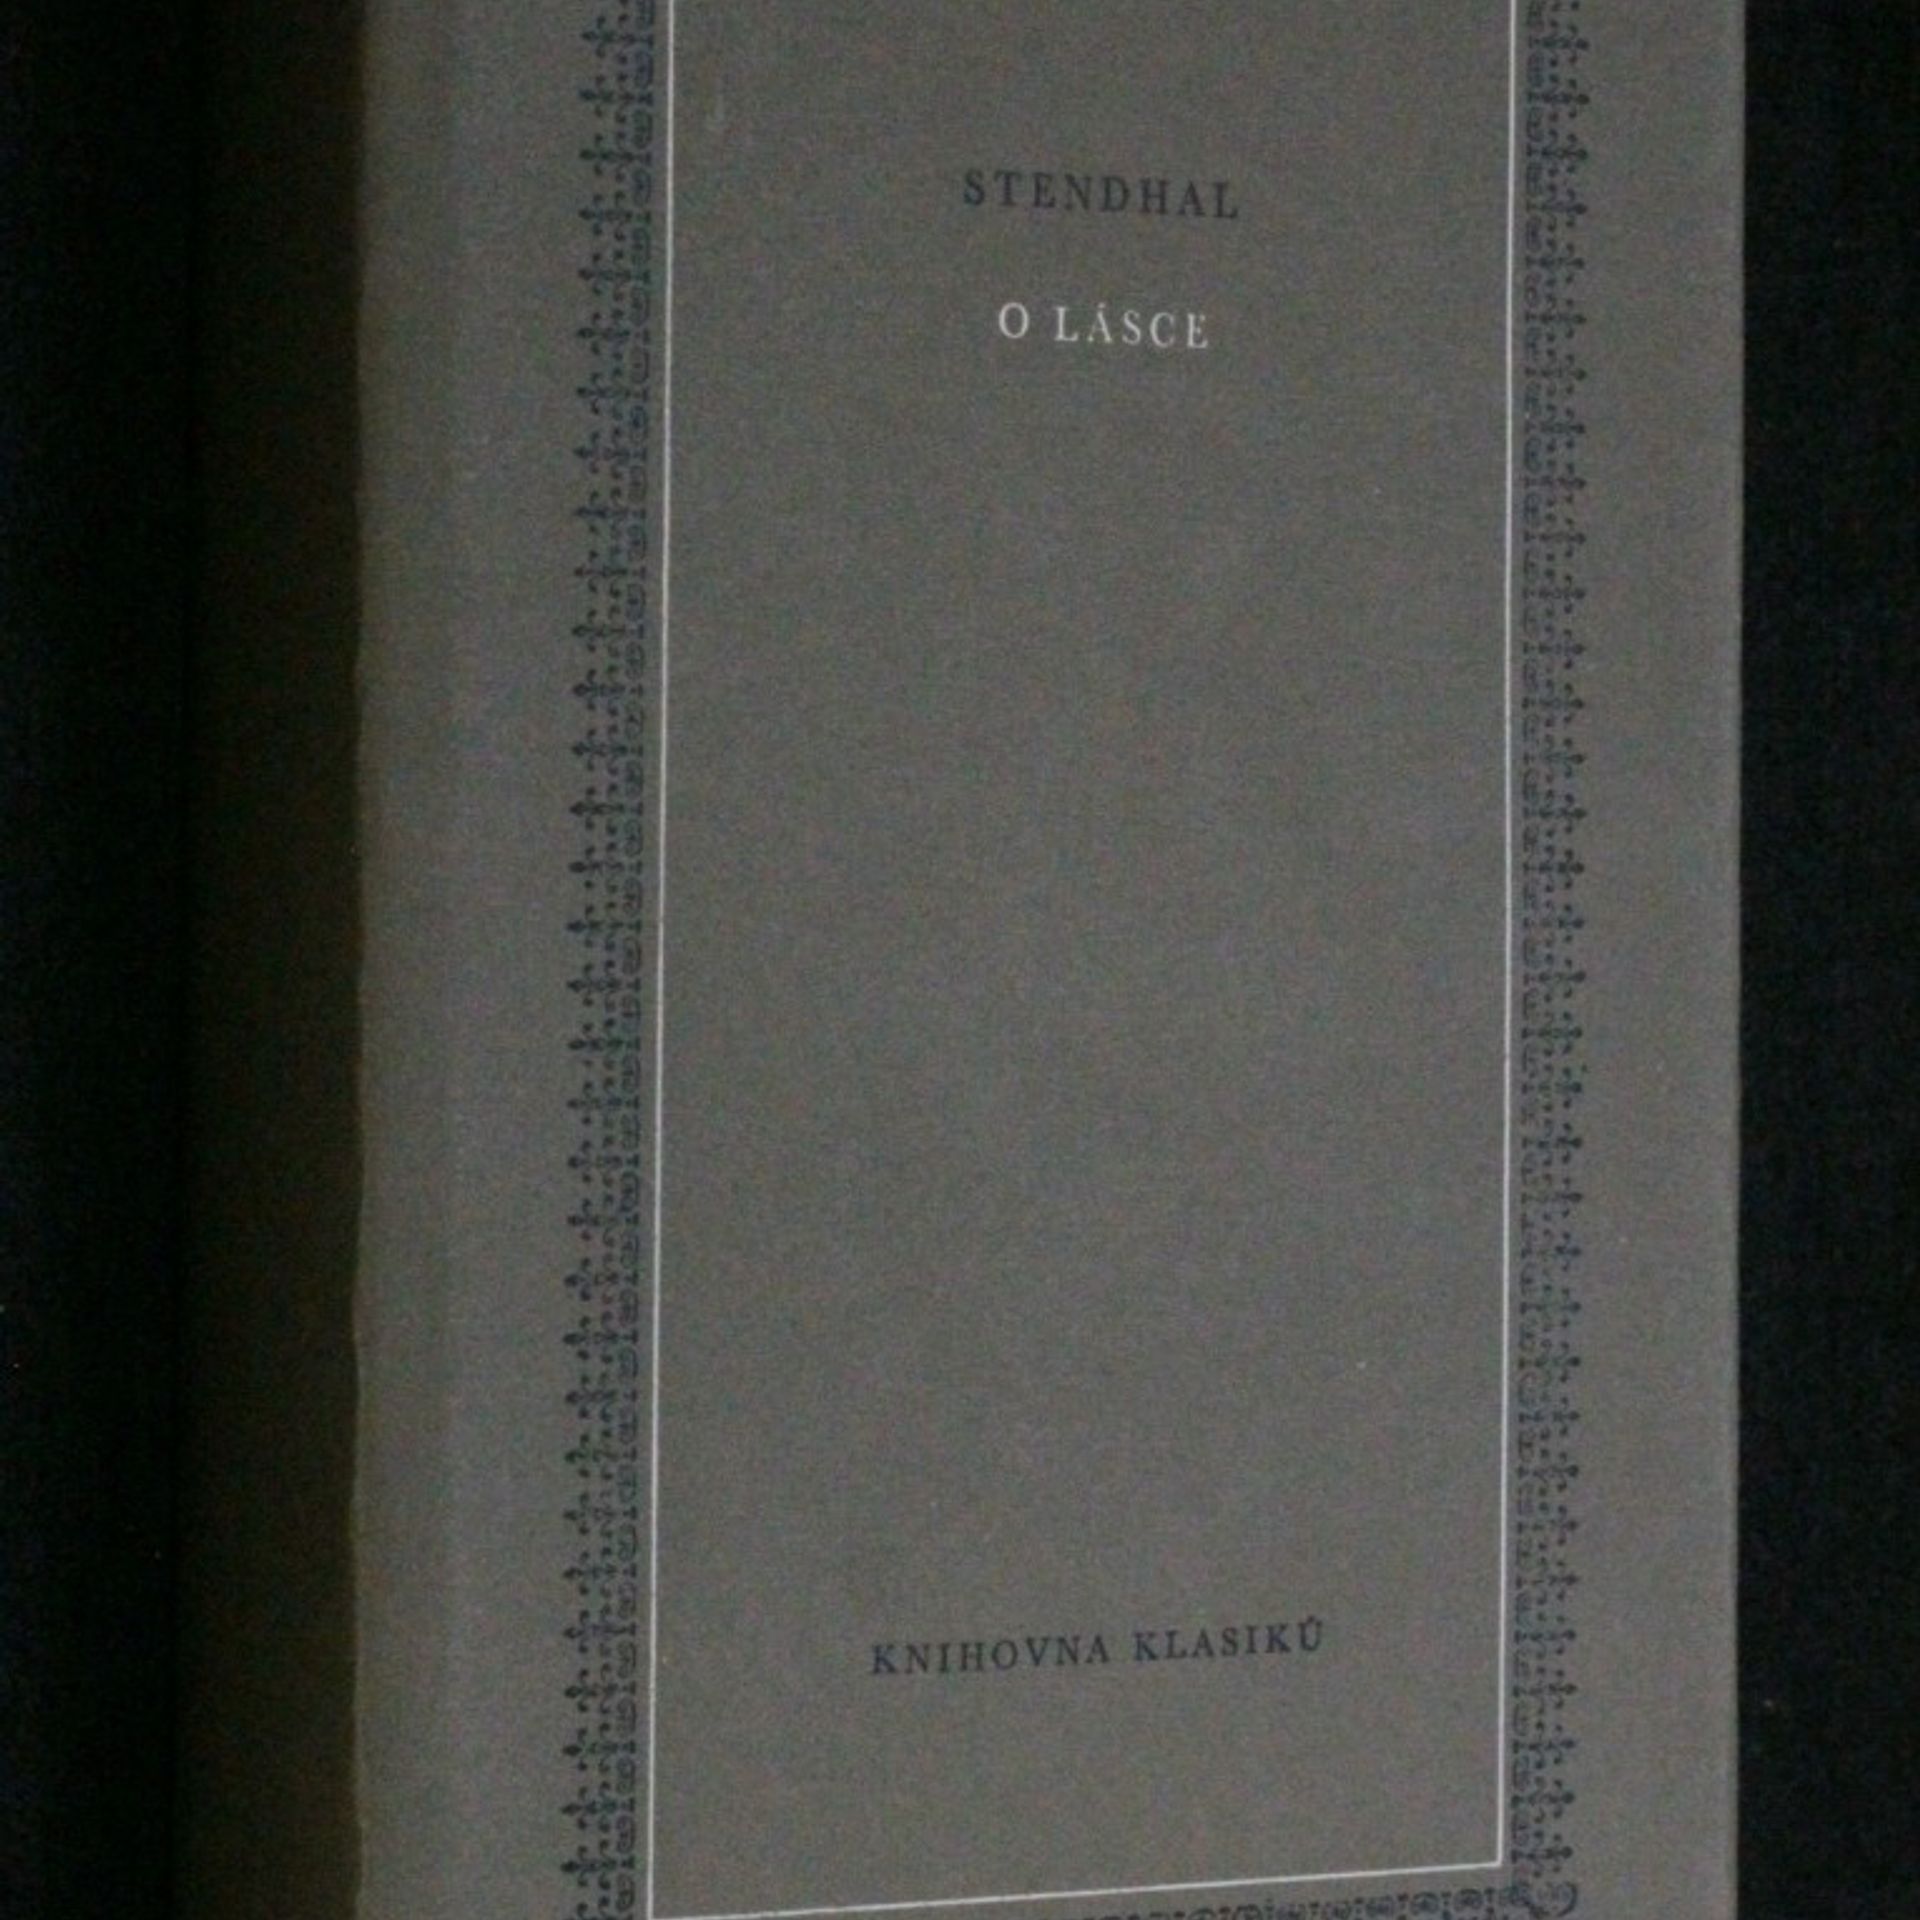 STENDHAL
O LÁSCE
KNIHOVNA KLASIKŮ